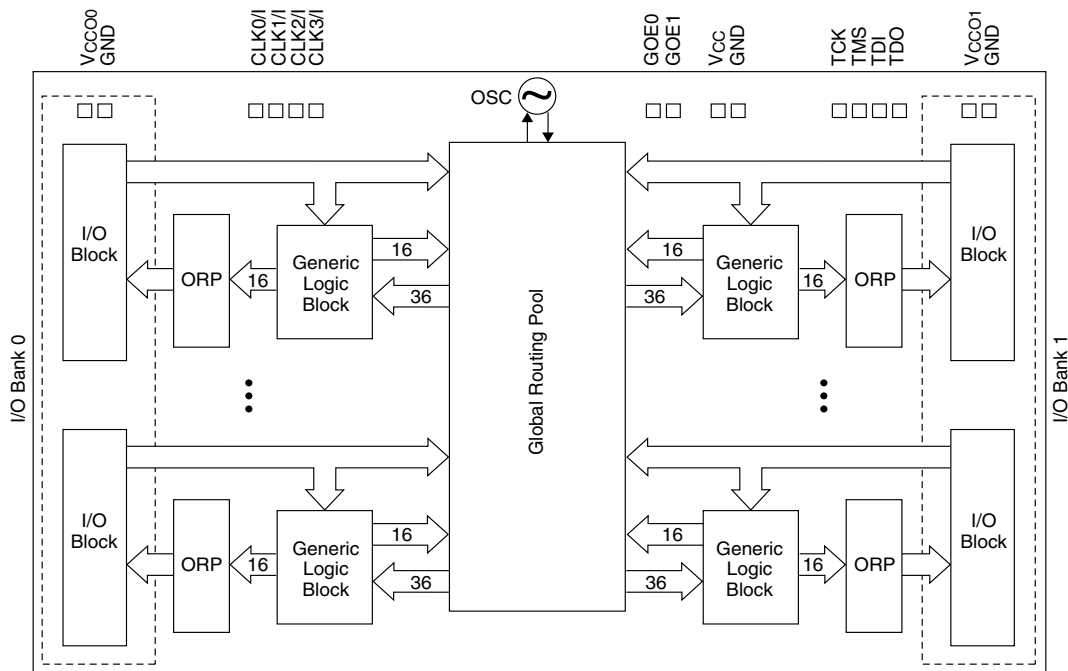 VCCO0
GND
CLK0/I
CLK1/I
CLK2/I
CLK3/I
GOE0
GOE1
VCC
GND
TCK
TMS
TDI
TDO
VCCO1
GND
OSC
I/O
Block
ORP
16
Generic
Logic
Block
16
36
16
36
Generic
Logic
Block
16
ORP
I/O
Block
I/O Bank 0
Global Routing Pool
I/O Bank 1
I/O
Block
ORP
16
Generic
Logic
Block
16
36
16
36
Generic
Logic
Block
16
ORP
I/O
Block